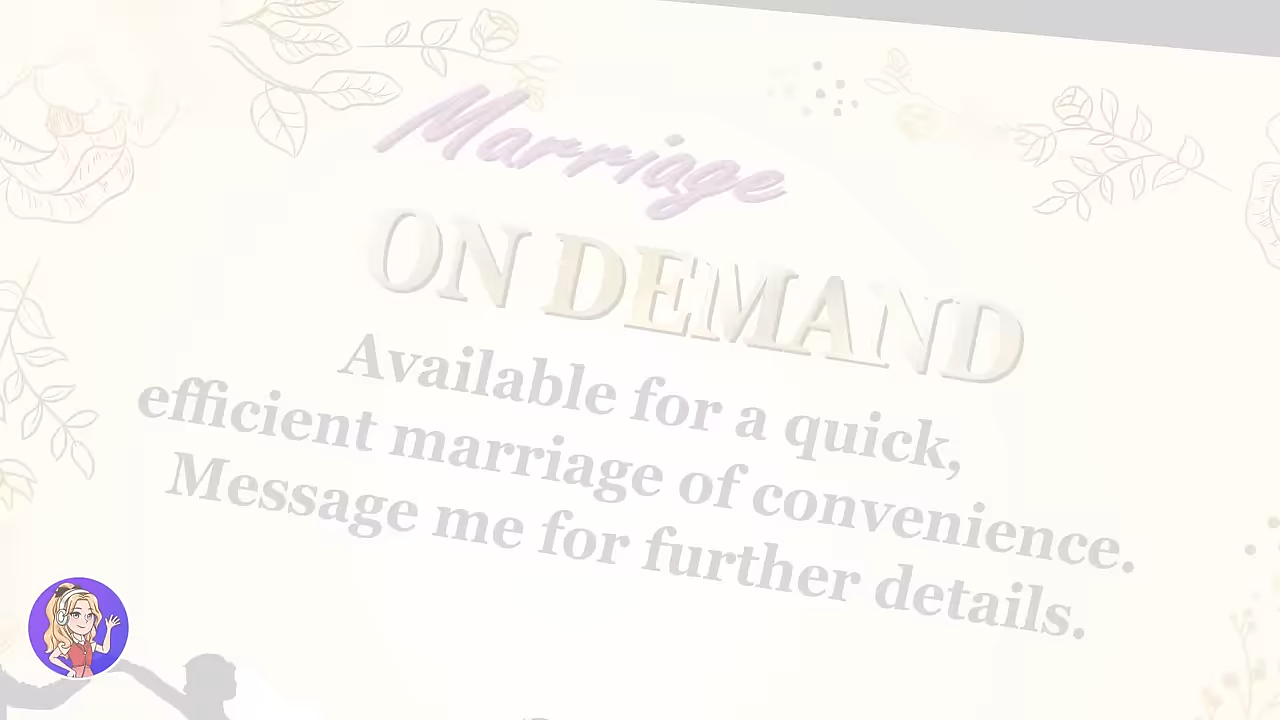 Marriage
ON DEMAND
Available for a quick,
efficient marriage of convenience.
Message me for further details.